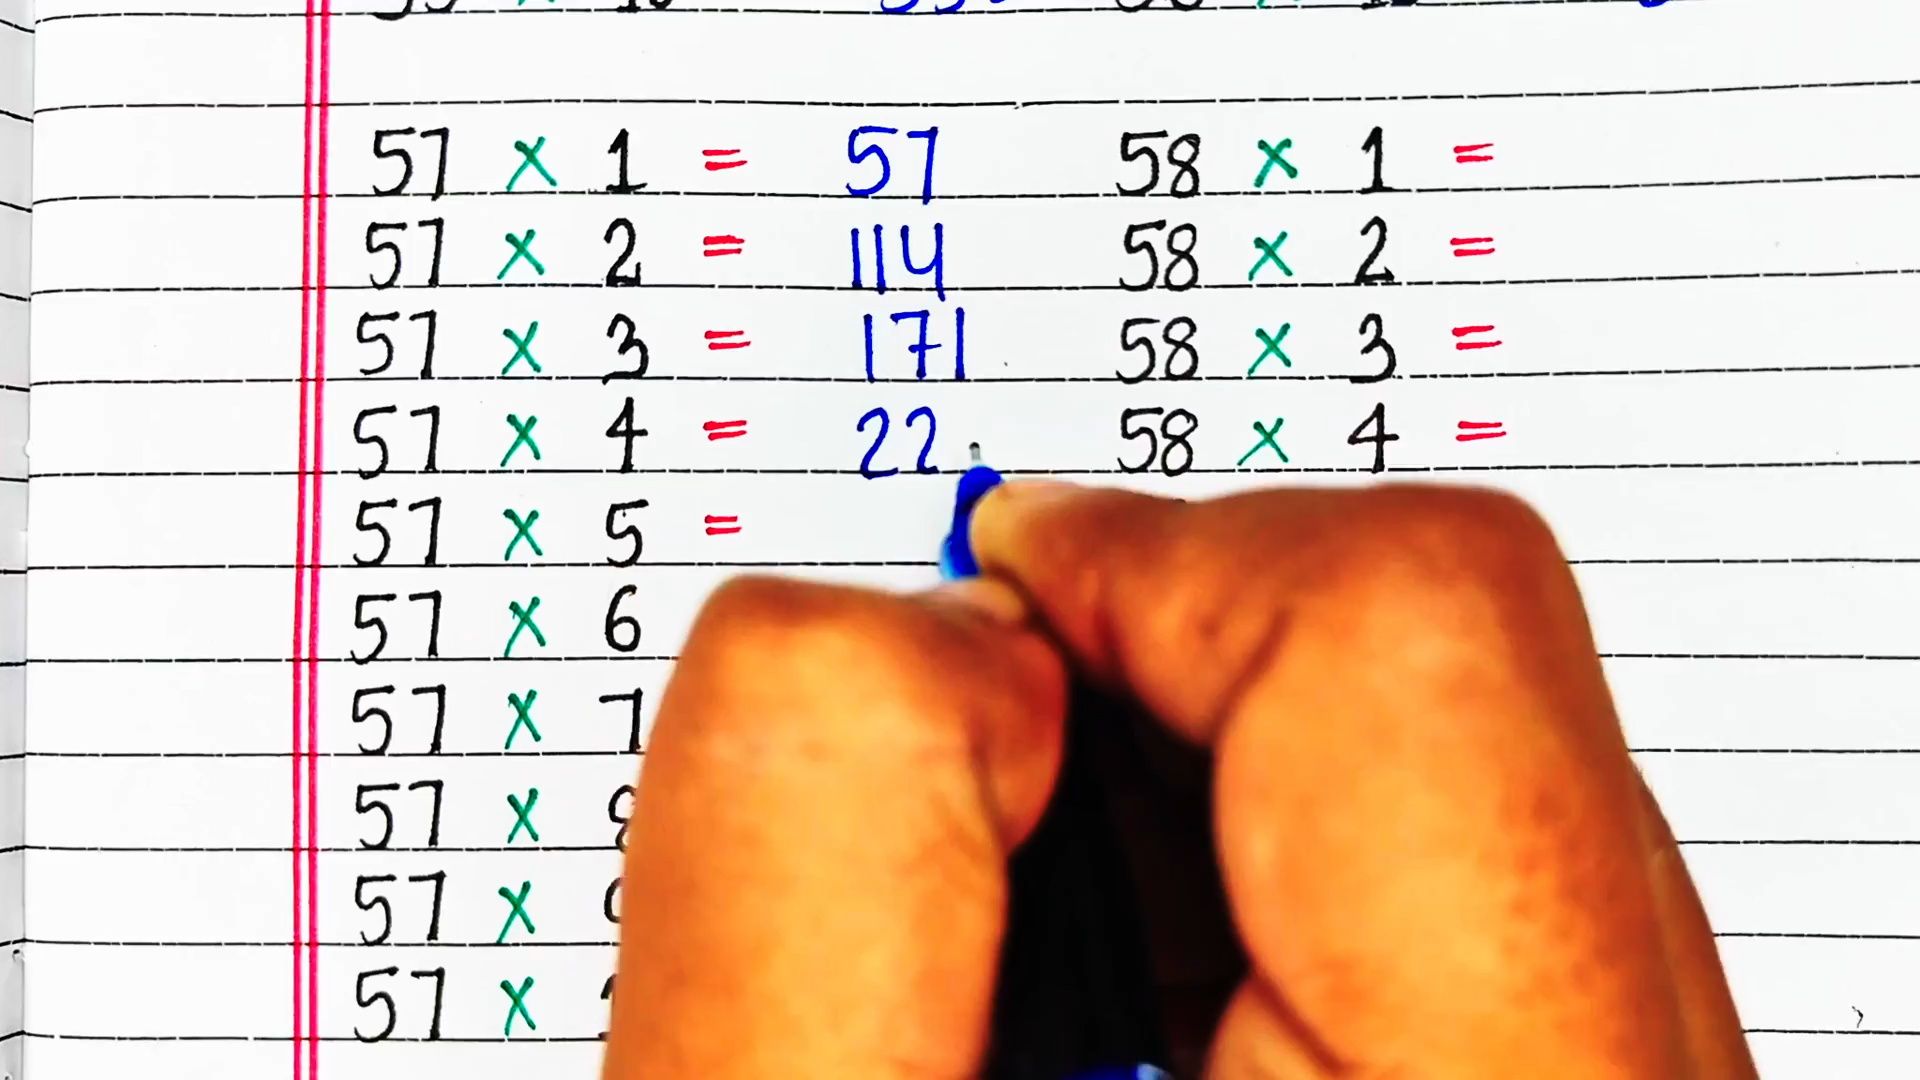 57 × 1 = 57 58 × 1 =
57 × 2 = 114 58 × 2 =
57 × 3 = 171 58 × 3 =
57 × 4 = 22 58 × 4 =
57 × 5 =
57 × 6
57 × 7
57 ×
57 ×
57 ×